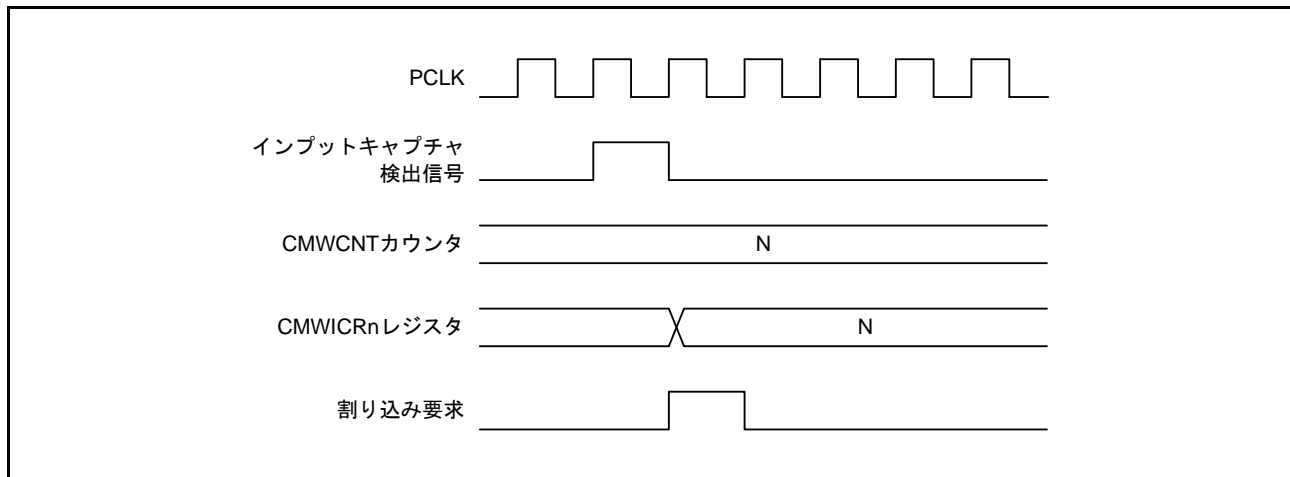 PCLK
インプットキャプチャ
検出信号
CMWCNTカウンタ
N
CMWICRnレジスタ
N
割り込み要求